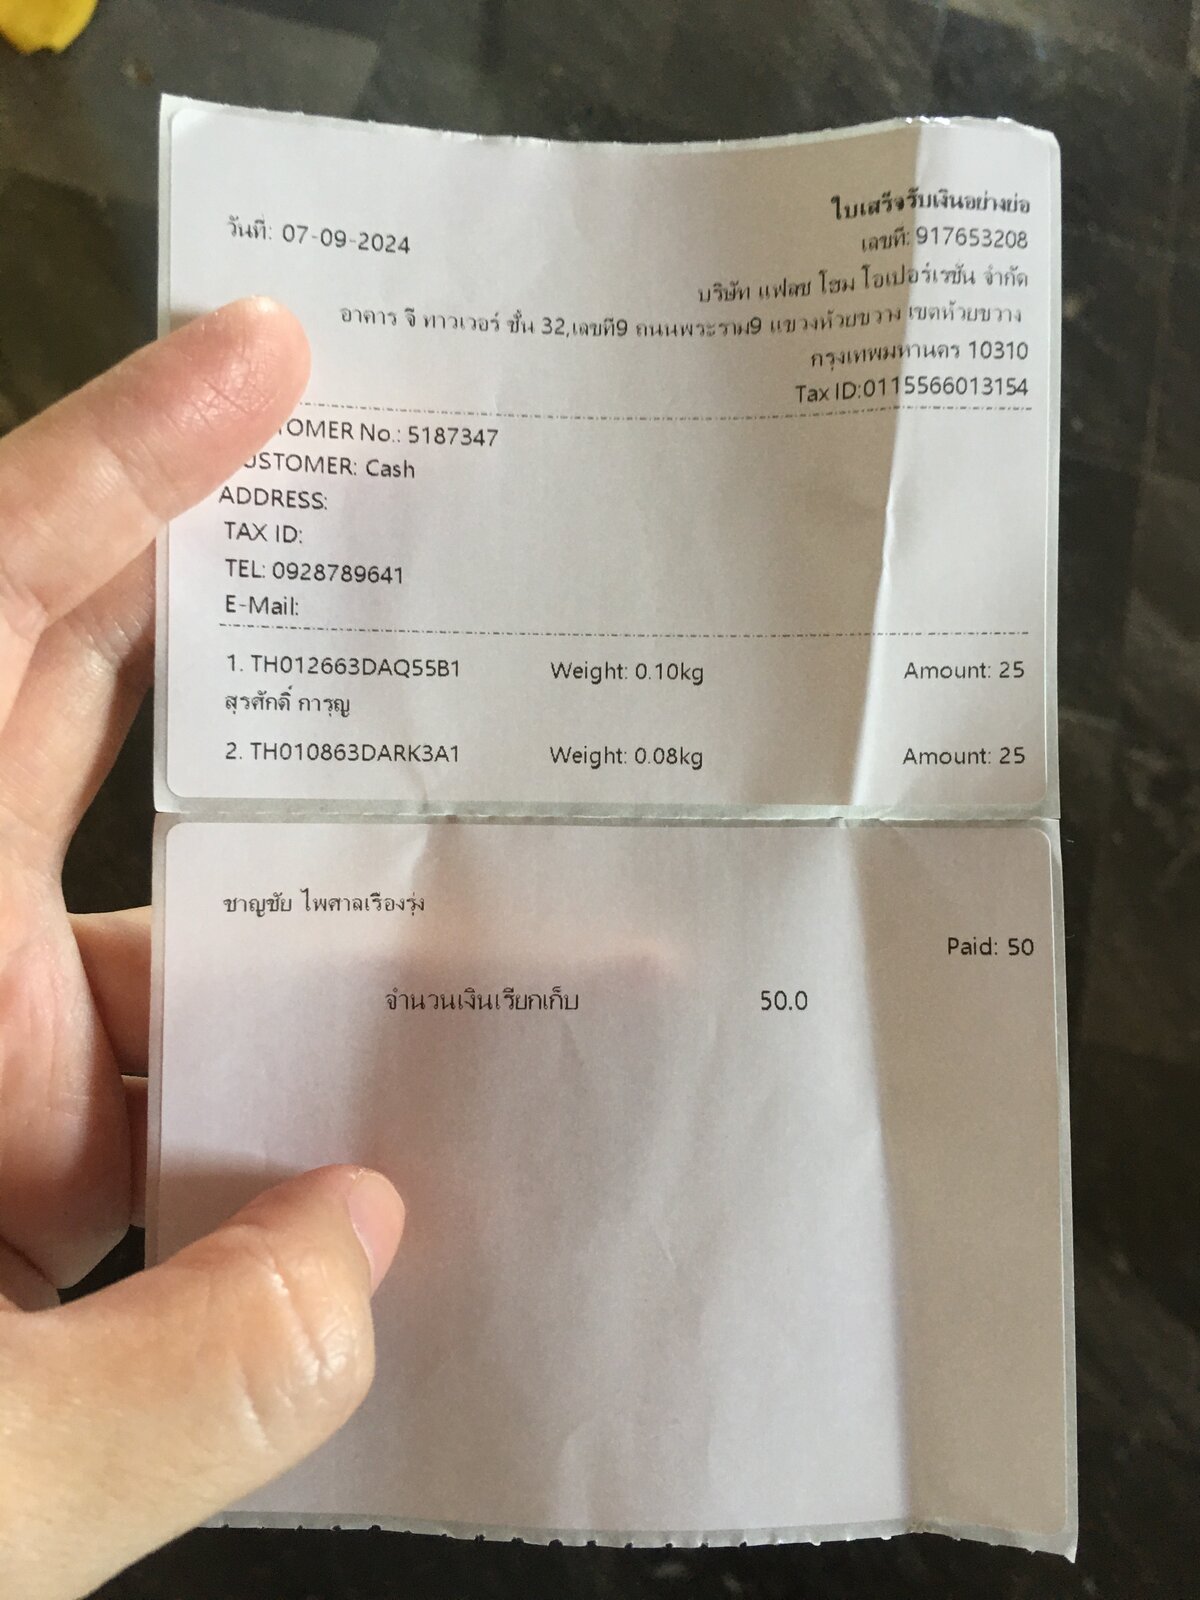 ใบเสร็จรับเงินอย่างย่อ
วันที่: 07-09-2024
เลขที่: 917653208
บริษัท แฟลช โฮม โอเปอร์เรชั่น จำกัด
อาคาร จี ทาวเวอร์ ชั้น 32,เลขที่9 ถนนพระราม9 แขวงห้วยขวาง เขตห้วยขวาง
กรุงเทพมหานคร 10310
Tax ID:0115566013154
TOMER No.: 5187347
USTOMER: Cash
ADDRESS:
TAX ID:
TEL: 0928789641
E-Mail:
1. TH012663DAQ55B1 Weight: 0.10kg Amount: 25
สุรศักดิ์ การุญ
2. TH010863DARK3A1 Weight: 0.08kg Amount: 25
ชาญชัย ไพศาลเรืองรุ่ง
Paid: 50
จำนวนเงินเรียกเก็บ 50.0